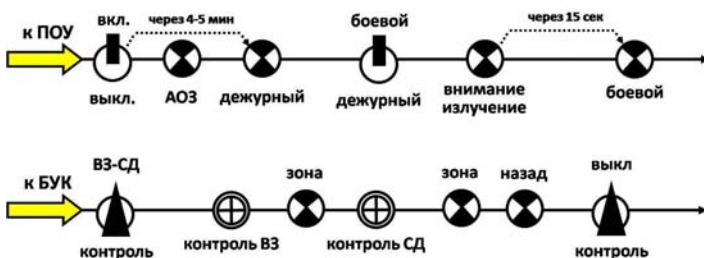 вкл. через 4-5 мин боевой через 15 сек
к ПОУ
выкл. АОЗ дежурный дежурный внимание боевой
излучение
ВЗ-СД зона зона назад выкл
к БУК
контроль контроль ВЗ контроль СД контроль